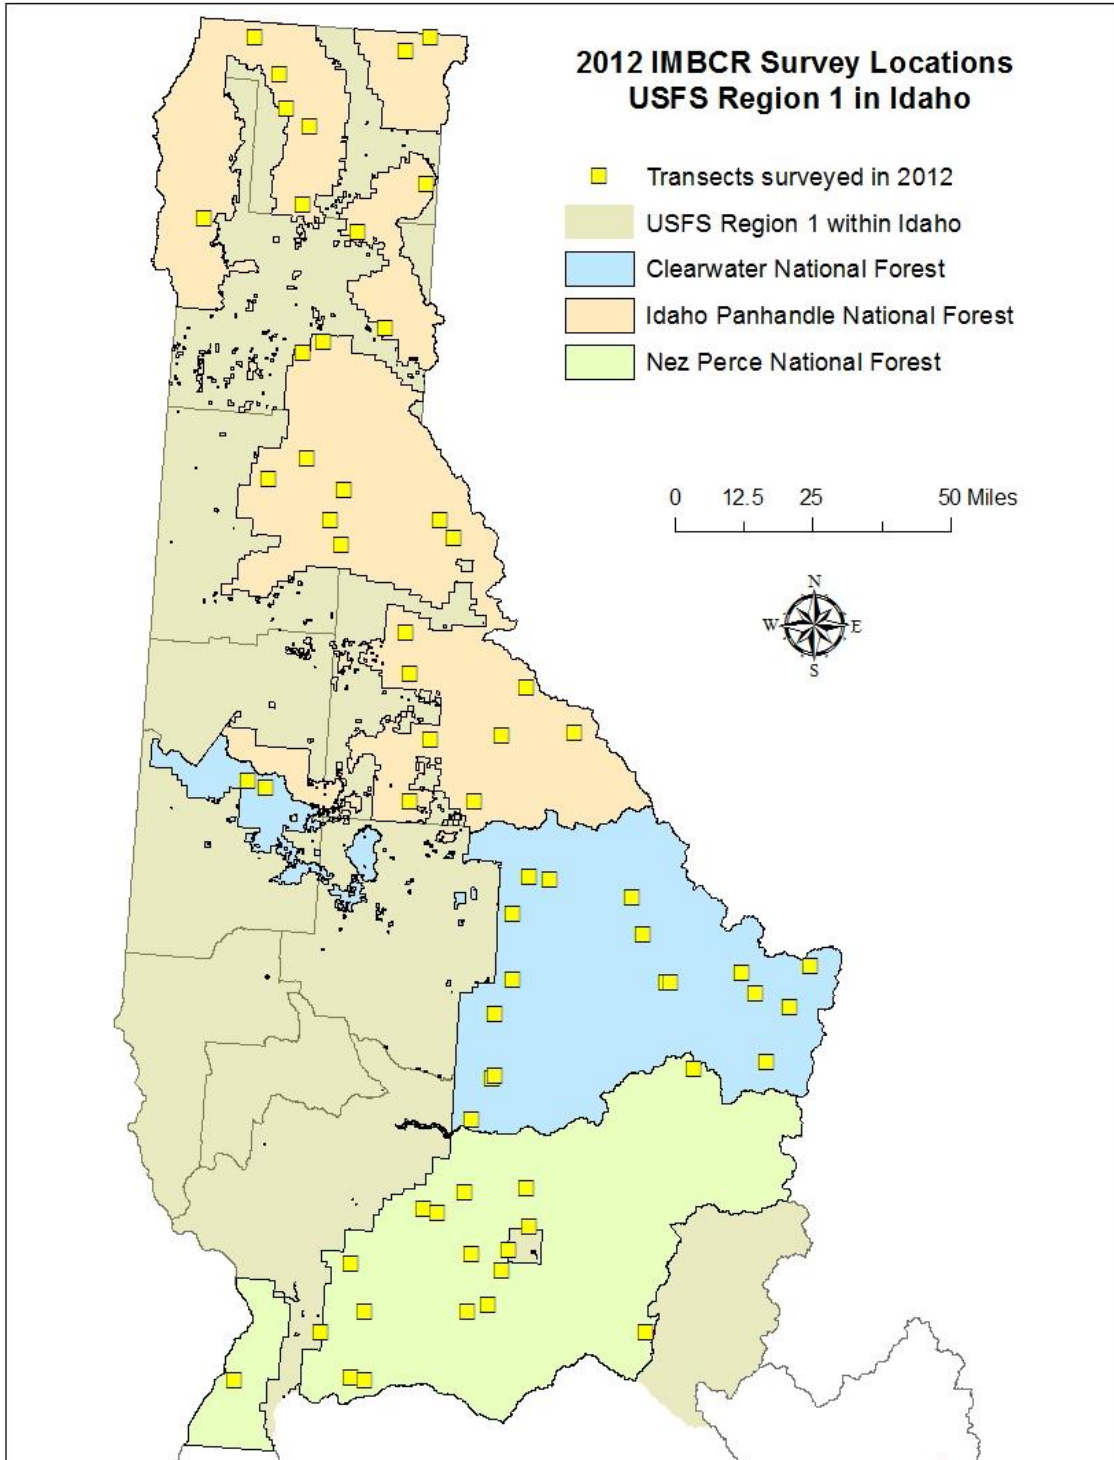 2012 IMBCR Survey Locations
USFS Region 1 in Idaho
Transects surveyed in 2012
USFS Region 1 within Idaho
Clearwater National Forest
Idaho Panhandle National Forest
Nez Perce National Forest
0 12.5 25 50 Miles
N
W E
S